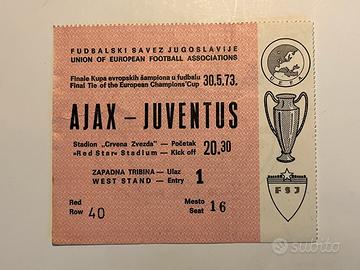 FUDBALSKI SAVEZ JUGOSLAVIJE
UNION OF EUROPEAN FOOTBALL ASSOCIATIONS
Finale Kupa evropskih šampiona u fudbalu
Final Tie of the European Champions'Cup
30.5.73.
AJAX – JUVENTUS
Stadion „Crvena Zvezda" — Početak
»Red Star« Stadium — Kick off
20,30
ZAPADNA TRIBINA — Ulaz
WEST STAND — Entry
1
Red
Row 40
Mesto
Seat 16
UEFA
FSJ
subito